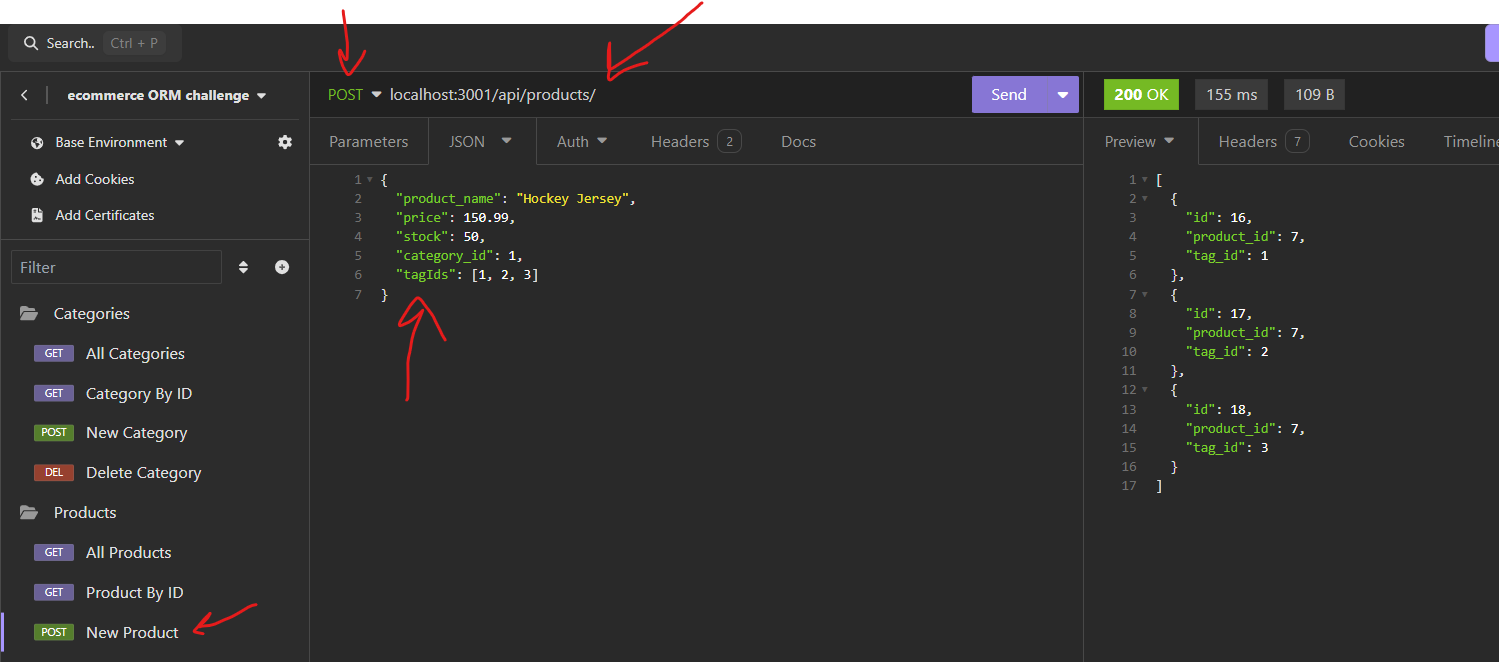 Search.. Ctrl + P
ecommerce ORM challenge
Base Environment
Add Cookies
Add Certificates
Filter
Categories
GET All Categories
GET Category By ID
POST New Category
DEL Delete Category
Products
GET All Products
GET Product By ID
POST New Product
POST localhost:3001/api/products/ Send
Parameters JSON Auth Headers 2 Docs
1 {
2 "product_name": "Hockey Jersey",
3 "price": 150.99,
4 "stock": 50,
5 "category_id": 1,
6 "tagIds": [1, 2, 3]
7 }
200 OK 155 ms 109 B
Preview Headers 7 Cookies Timeline
1 [
2 {
3 "id": 16,
4 "product_id": 7,
5 "tag_id": 1
6 },
7 {
8 "id": 17,
9 "product_id": 7,
10 "tag_id": 2
11 },
12 {
13 "id": 18,
14 "product_id": 7,
15 "tag_id": 3
16 }
17 ]